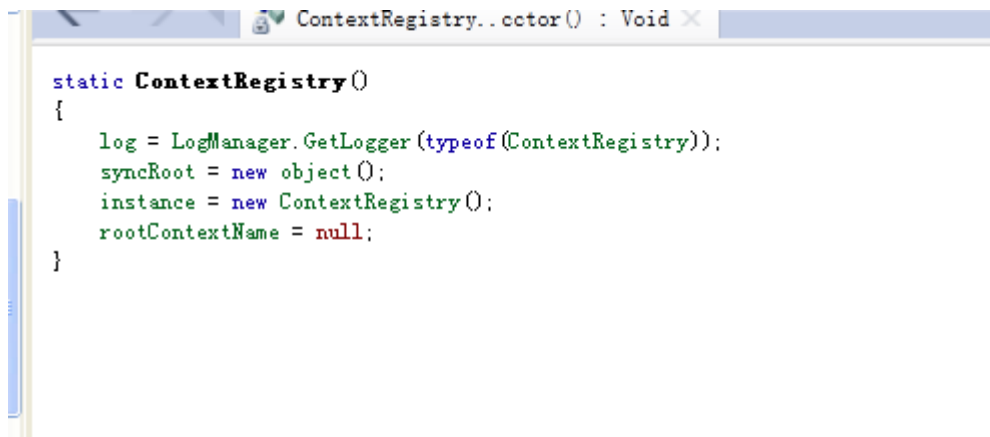 ContextRegistry..cctor() : Void
static ContextRegistry()
{
log = LogManager.GetLogger(typeof(ContextRegistry));
syncRoot = new object();
instance = new ContextRegistry();
rootContextName = null;
}